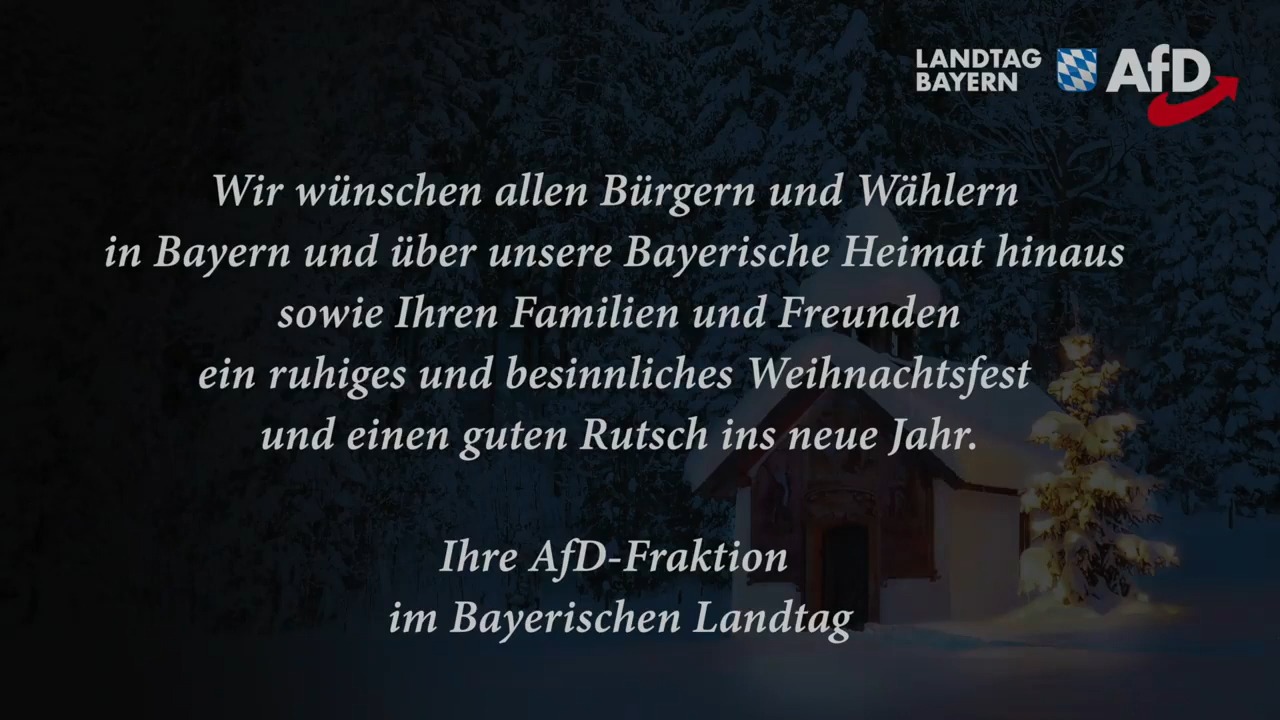 LANDTAG
BAYERN
AfD
Wir wünschen allen Bürgern und Wählern
in Bayern und über unsere Bayerische Heimat hinaus
sowie Ihren Familien und Freunden
ein ruhiges und besinnliches Weihnachtsfest
und einen guten Rutsch ins neue Jahr.
Ihre AfD-Fraktion
im Bayerischen Landtag